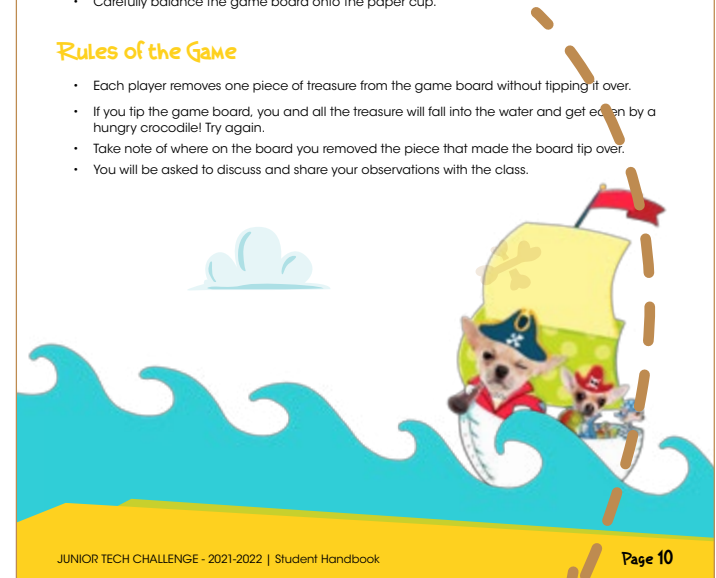 • Carefully balance the game board onto the paper cup.
Rules of the Game
• Each player removes one piece of treasure from the game board without tipping it over.
• If you tip the game board, you and all the treasure will fall into the water and get eaten by a
hungry crocodile! Try again.
• Take note of where on the board you removed the piece that made the board tip over.
• You will be asked to discuss and share your observations with the class.
JUNIOR TECH CHALLENGE - 2021-2022 | Student Handbook
Page 10